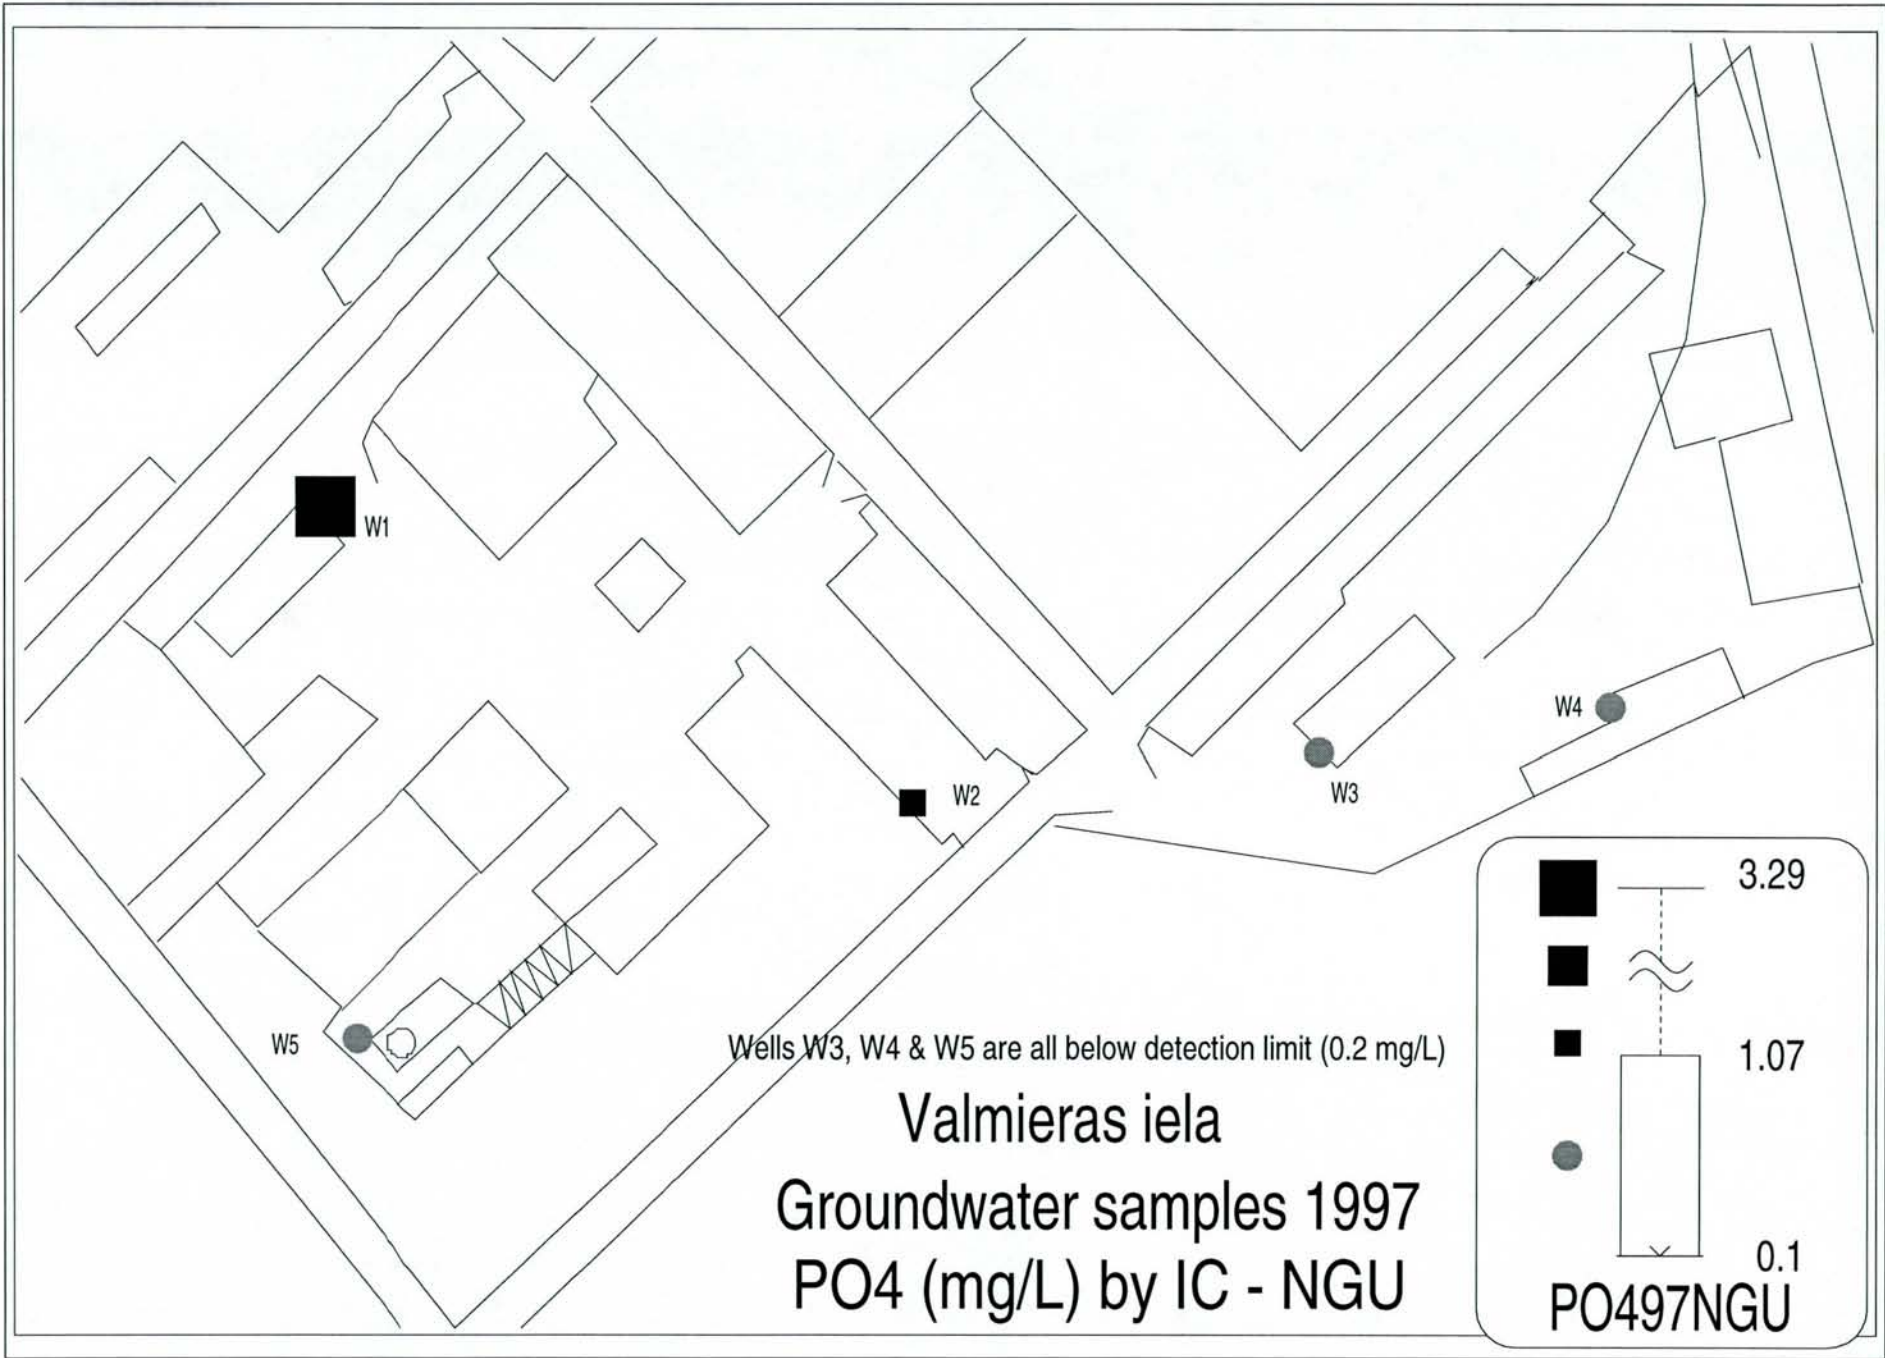 W1
W2
W3
W4
W5
Wells W3, W4 & W5 are all below detection limit (0.2 mg/L)
Valmieras iela
Groundwater samples 1997
PO4 (mg/L) by IC - NGU
3.29
1.07
0.1
PO497NGU